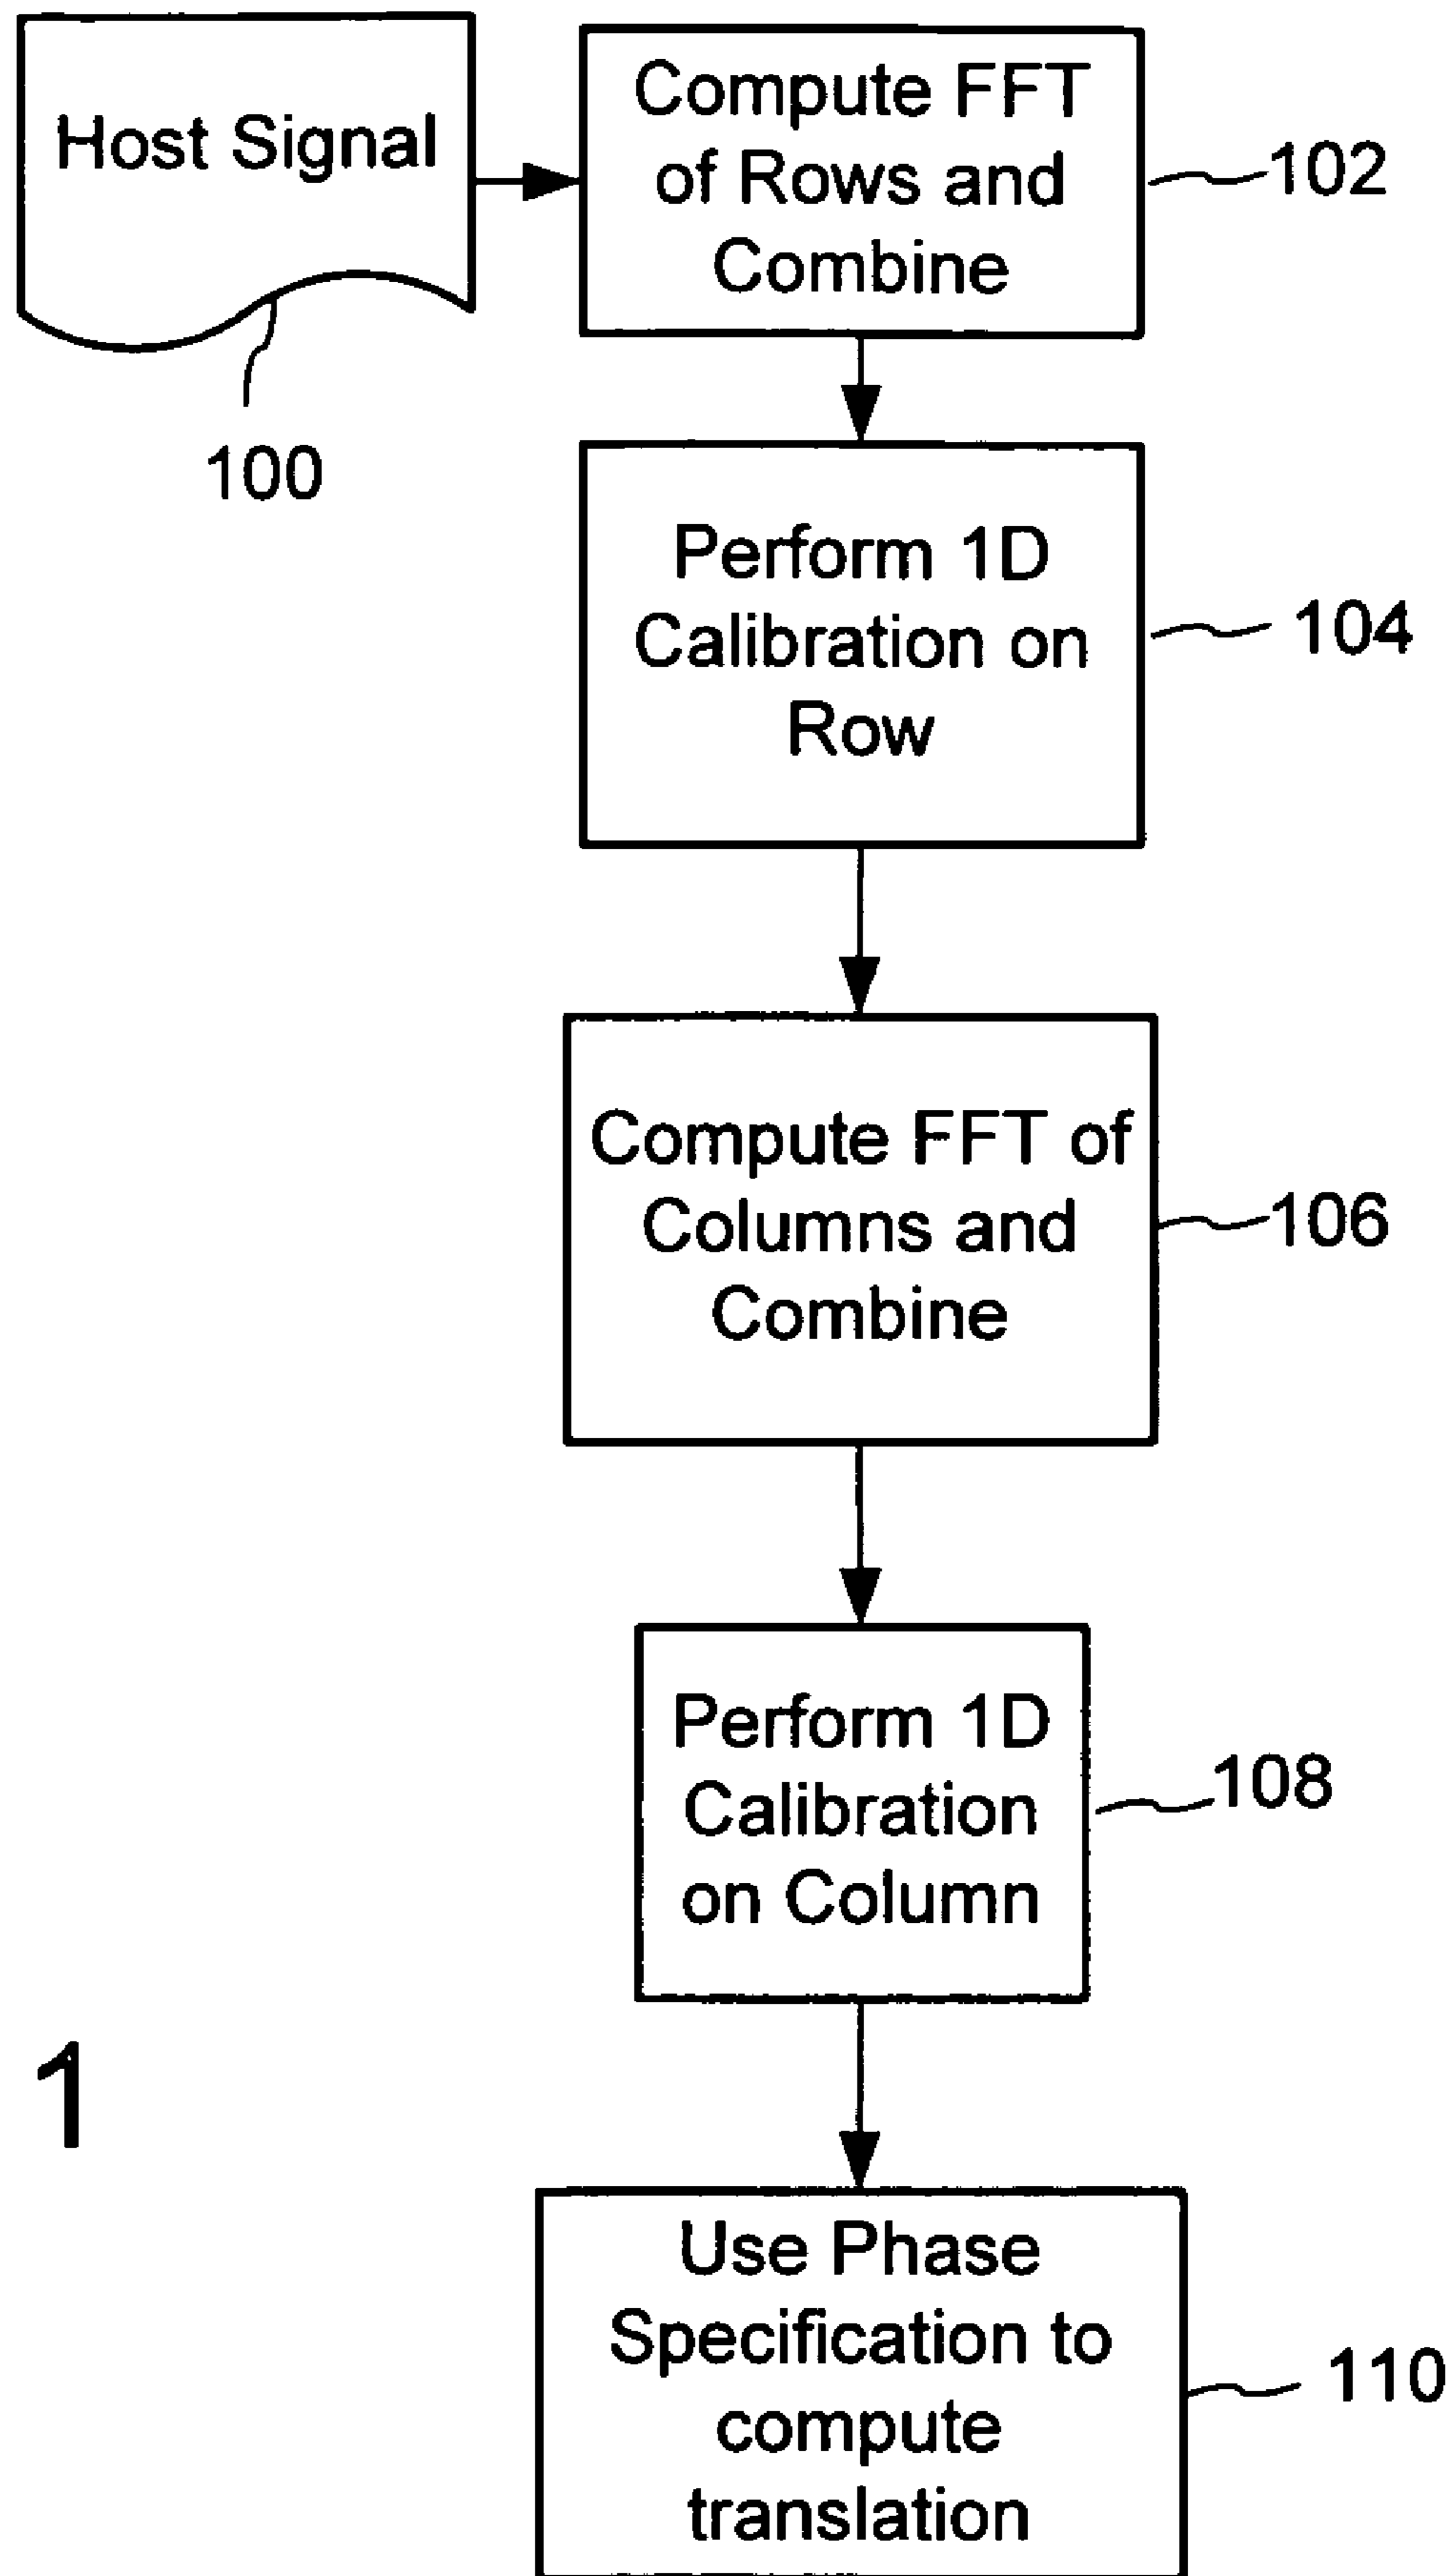 Host Signal
100
Compute FFT
of Rows and
Combine
102
Perform 1D
Calibration on
Row
104
Compute FFT of
Columns and
Combine
106
Perform 1D
Calibration
on Column
108
1
Use Phase
Specification to
compute
translation
110